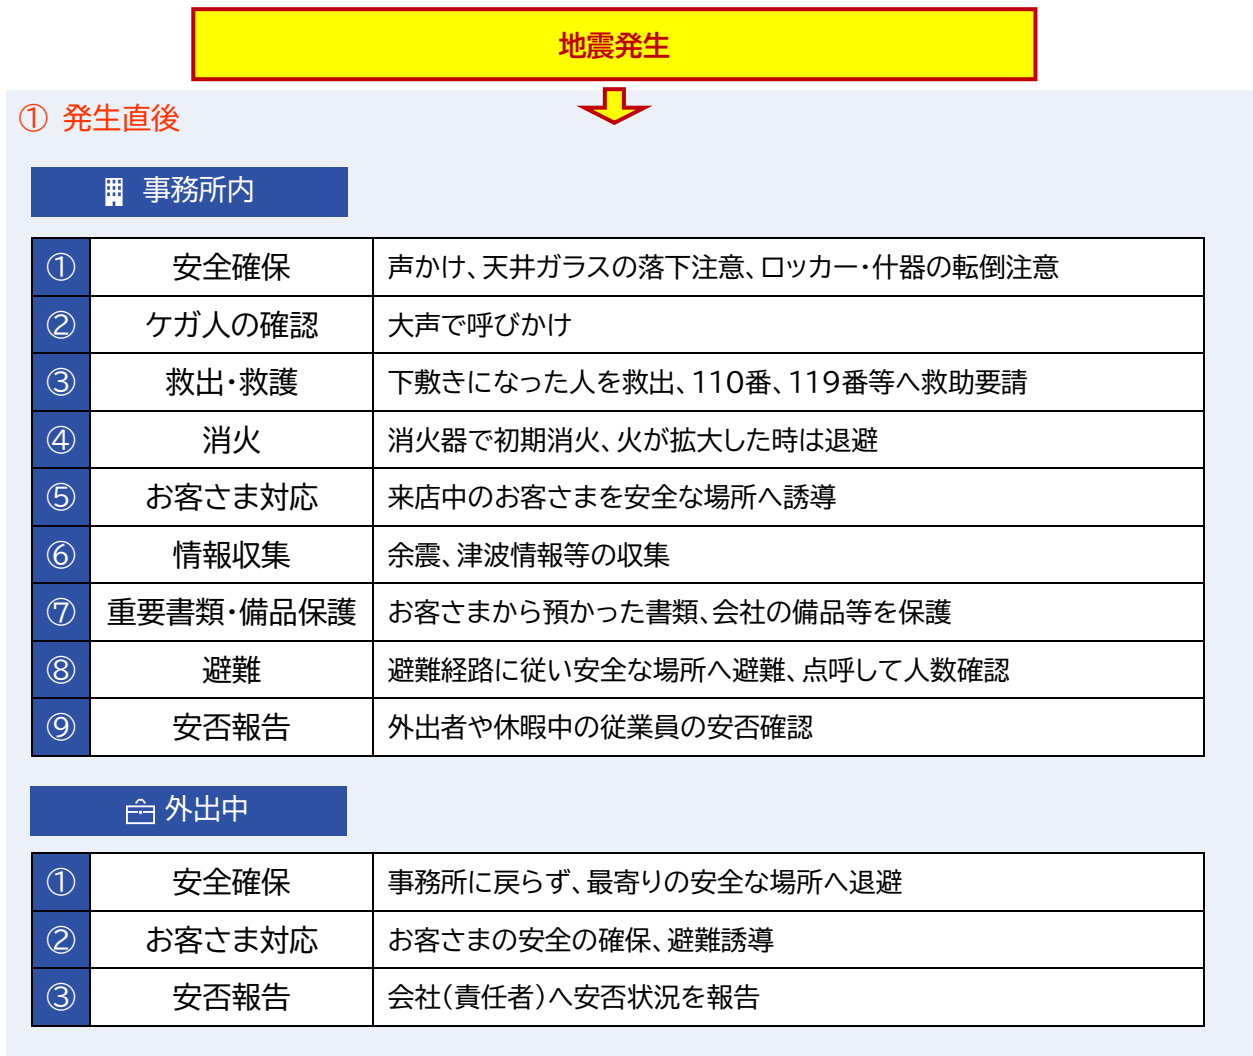 地震発生
① 発生直後
事務所内
① 安全確保 声かけ、天井ガラスの落下注意、ロッカー・什器の転倒注意
② ケガ人の確認 大声で呼びかけ
③ 救出・救護 下敷きになった人を救出、110番、119番等へ救助要請
④ 消火 消火器で初期消火、火が拡大した時は退避
⑤ お客さま対応 来店中のお客さまを安全な場所へ誘導
⑥ 情報収集 余震、津波情報等の収集
⑦ 重要書類・備品保護 お客さまから預かった書類、会社の備品等を保護
⑧ 避難 避難経路に従い安全な場所へ避難、点呼して人数確認
⑨ 安否報告 外出者や休暇中の従業員の安否確認
外出中
① 安全確保 事務所に戻らず、最寄りの安全な場所へ退避
② お客さま対応 お客さまの安全の確保、避難誘導
③ 安否報告 会社(責任者)へ安否状況を報告